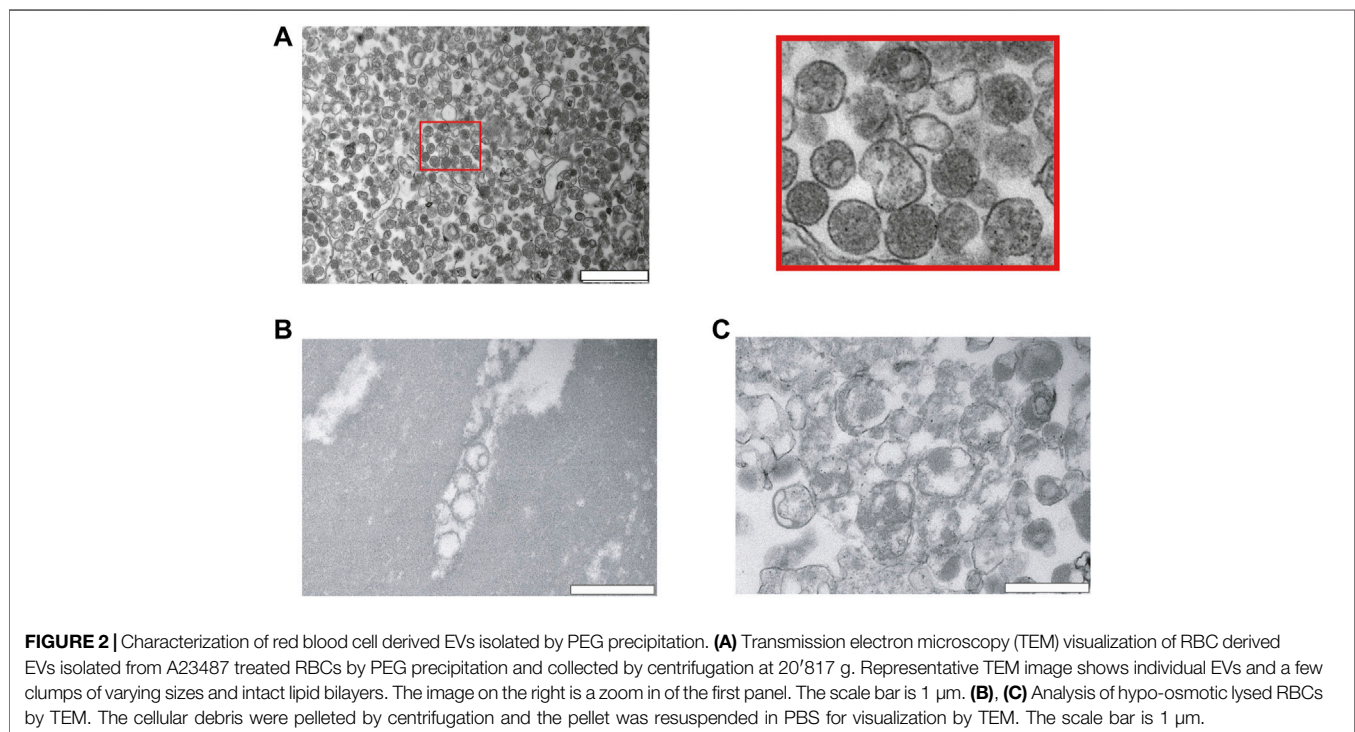 A
B
C
FIGURE 2 | Characterization of red blood cell derived EVs isolated by PEG precipitation. (A) Transmission electron microscopy (TEM) visualization of RBC derived
EVs isolated from A23487 treated RBCs by PEG precipitation and collected by centrifugation at 20′817 g. Representative TEM image shows individual EVs and a few
clumps of varying sizes and intact lipid bilayers. The image on the right is a zoom in of the first panel. The scale bar is 1 μm. (B), (C) Analysis of hypo-osmotic lysed RBCs
by TEM. The cellular debris were pelleted by centrifugation and the pellet was resuspended in PBS for visualization by TEM. The scale bar is 1 μm.